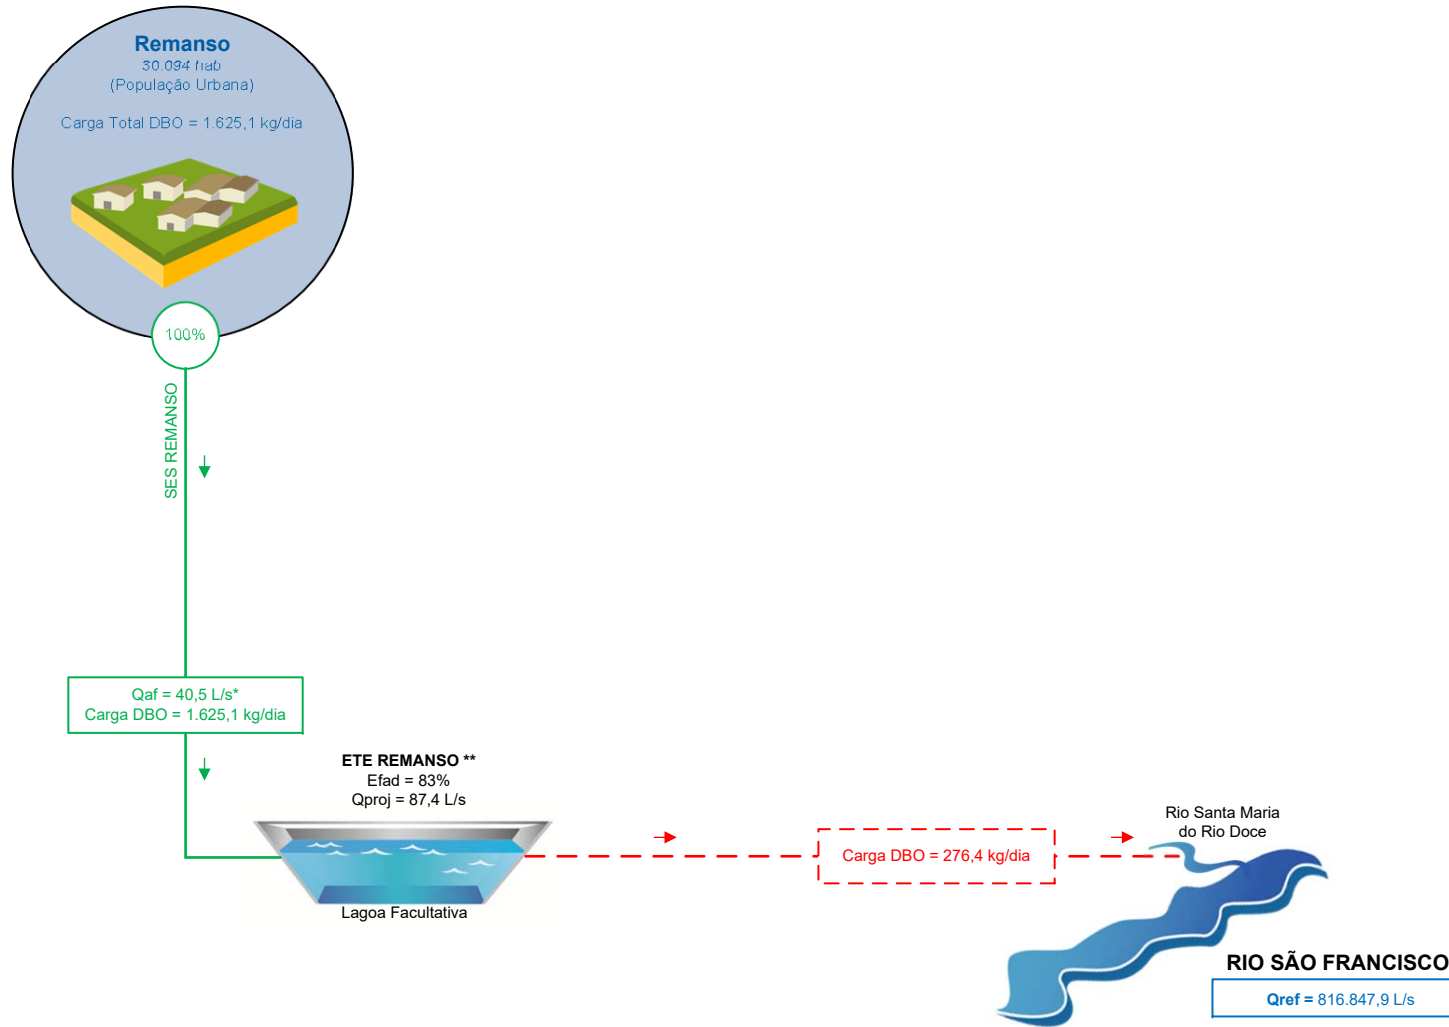 Remanso
30.094 hab
(População Urbana)
Carga Total DBO = 1.625,1 kg/dia
100%
SES REMANSO
Qaf = 40,5 L/s*
Carga DBO = 1.625,1 kg/dia
ETE REMANSO **
Efad = 83%
Qproj = 87,4 L/s
Lagoa Facultativa
Carga DBO = 276,4 kg/dia
Rio Santa Maria
do Rio Doce
RIO SÃO FRANCISCO
Qref = 816.847,9 L/s